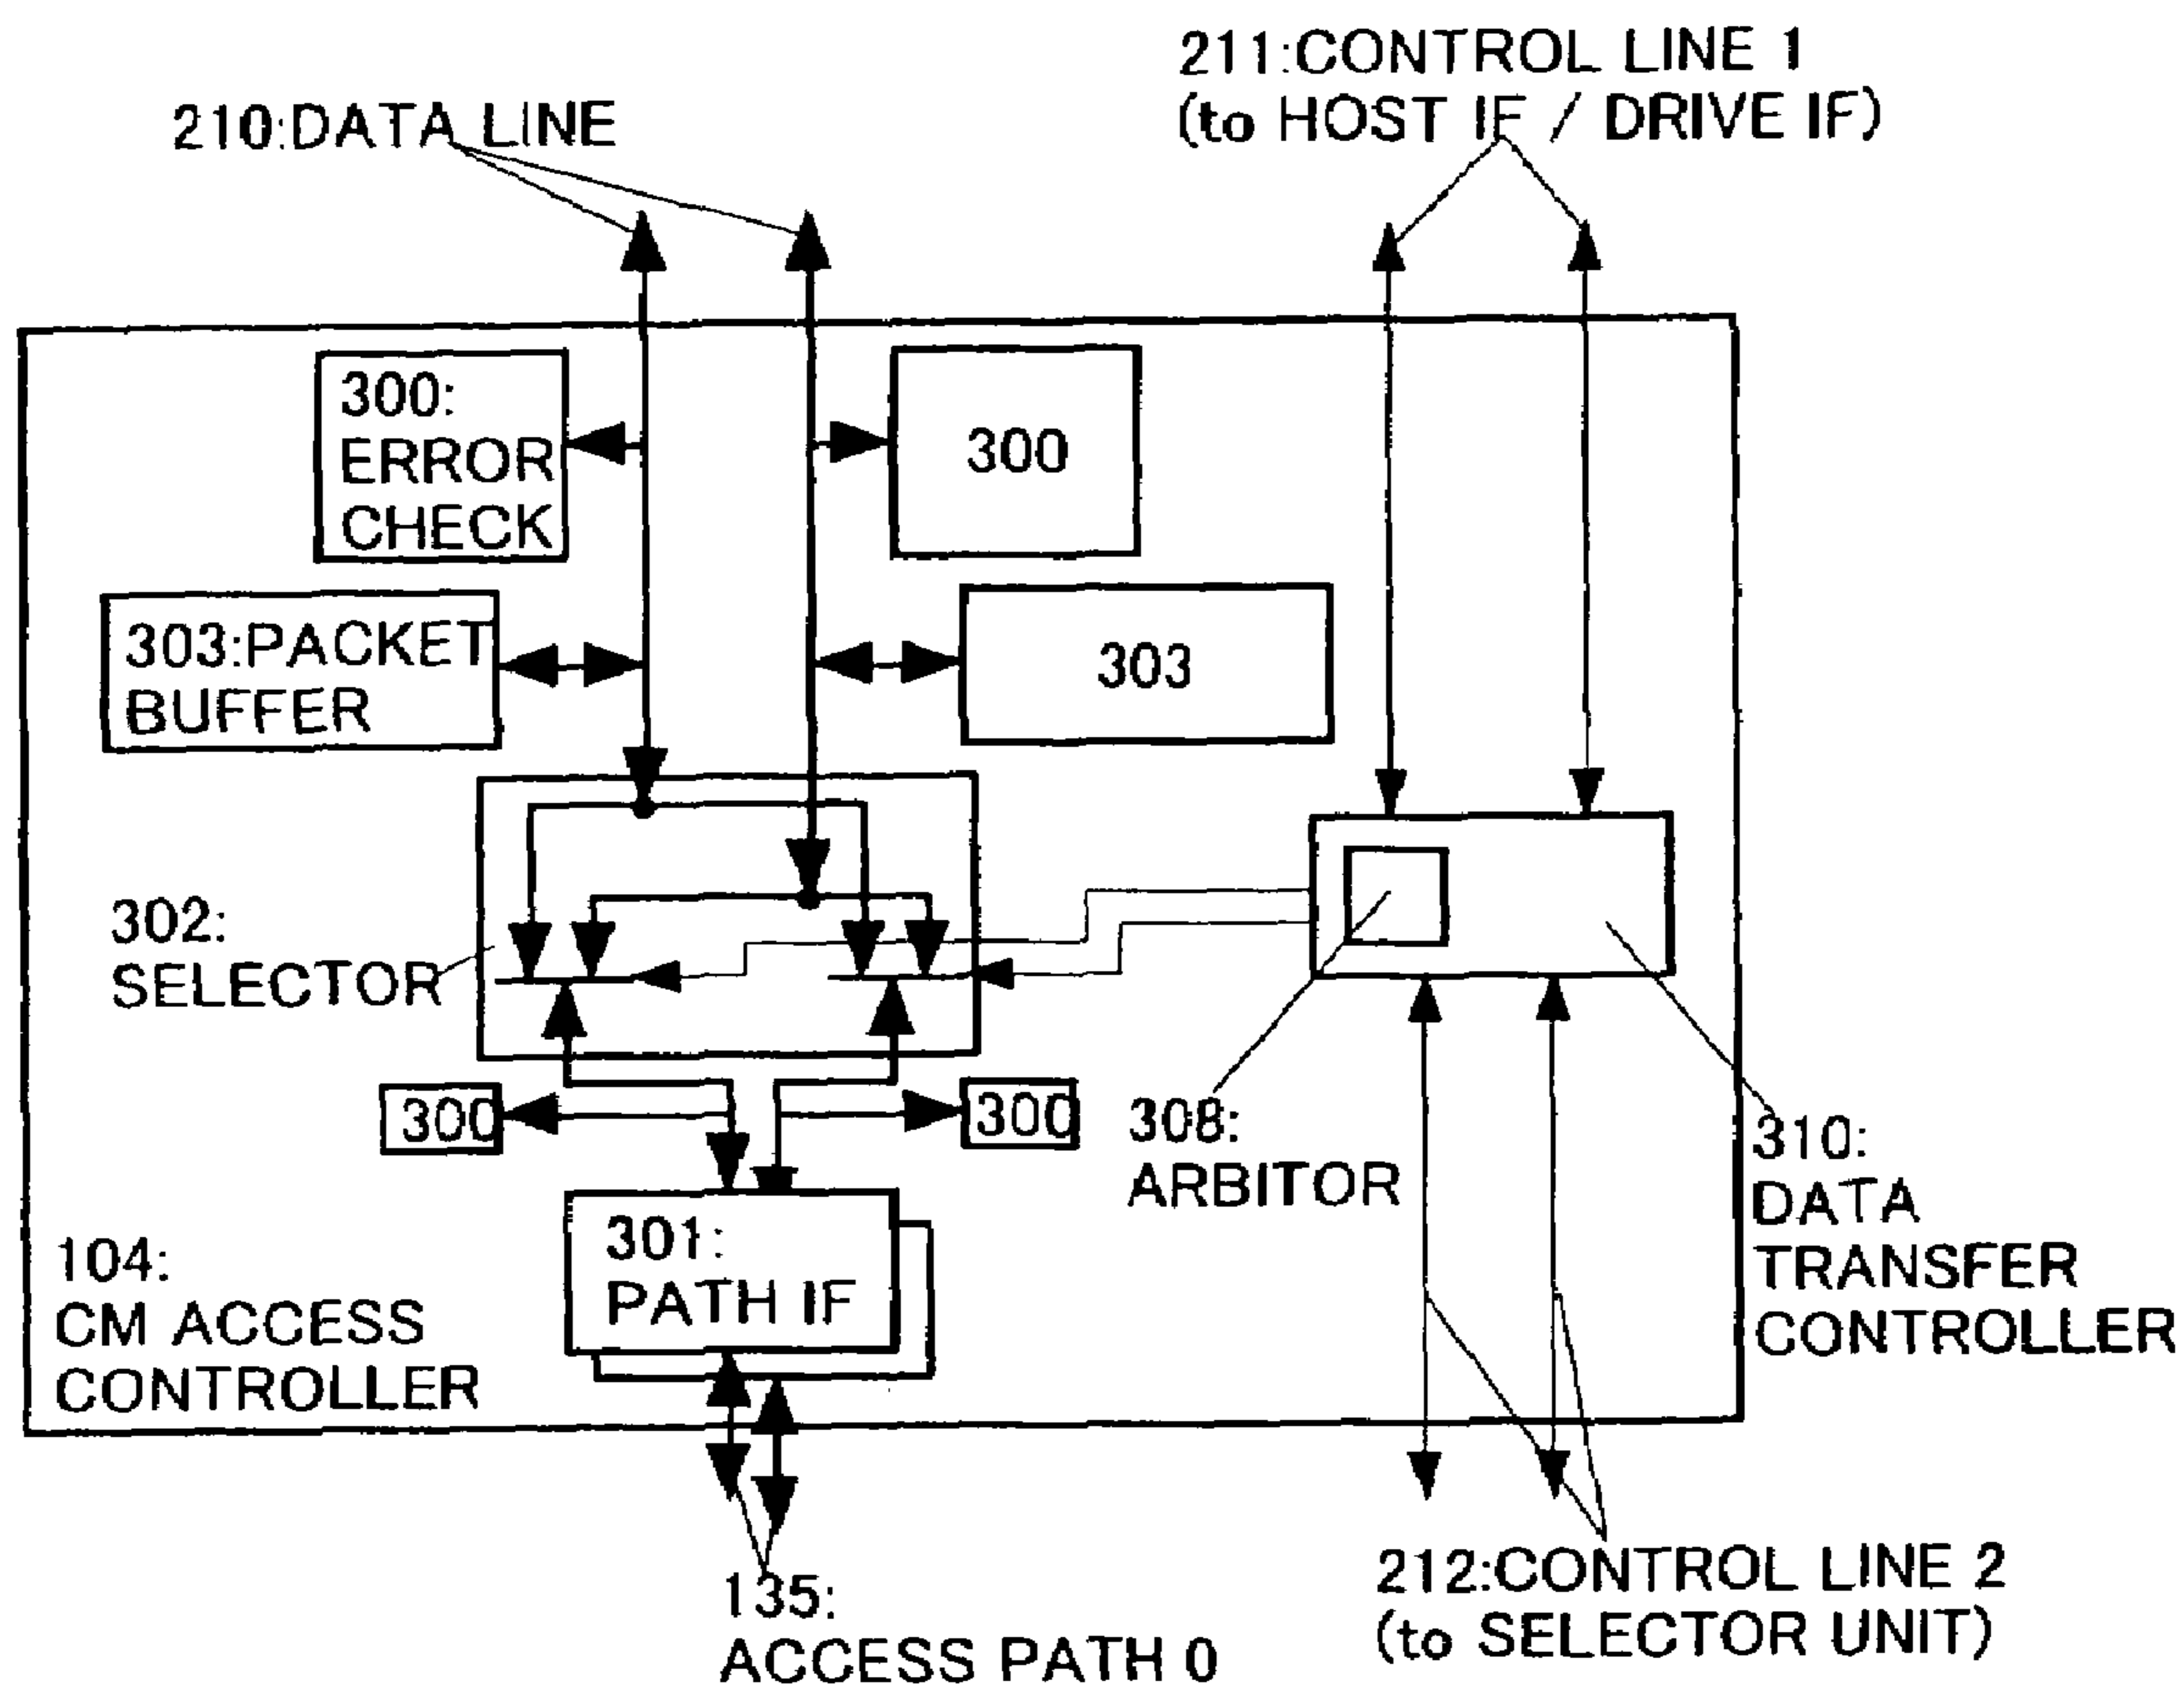 211:CONTROL LINE 1
(to HOST IF / DRIVE IF)
210:DATA LINE
300:
ERROR
CHECK
300
303:PACKET
BUFFER
303
302:
SELECTOR
300
300
308:
ARBITOR
310:
DATA
TRANSFER
CONTROLLER
301:
PATH IF
104:
CM ACCESS
CONTROLLER
135:
ACCESS PATH 0
212:CONTROL LINE 2
(to SELECTOR UNIT)